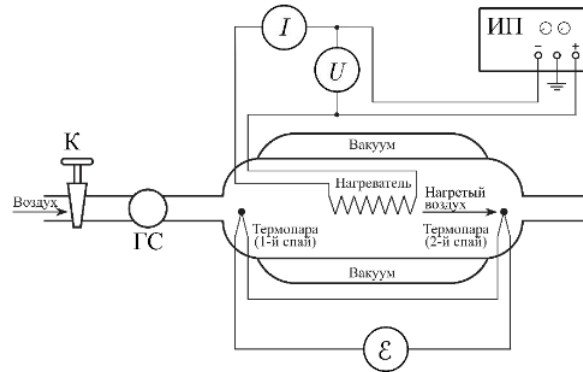 I
U
ИП
− +
К
Воздух
ГС
Вакуум
Нагреватель
Нагретый
воздух
Термопара
(1-й спай)
Термопара
(2-й спай)
Вакуум
ℰ